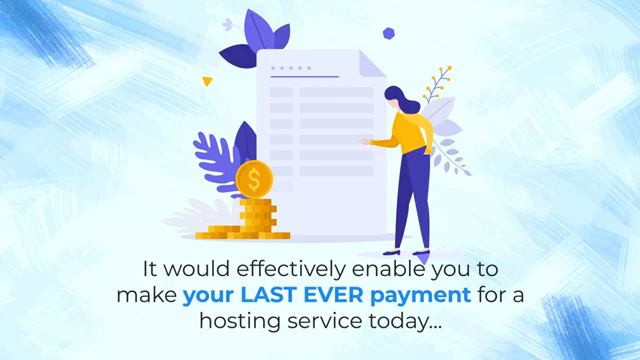 $
It would effectively enable you to
make your LAST EVER payment for a
hosting service today...